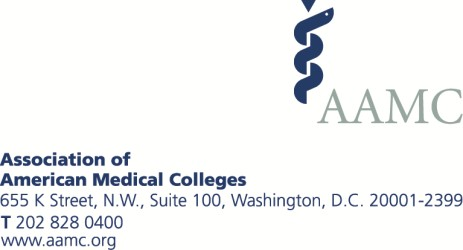 AAMC
Association of
American Medical Colleges
655 K Street, N.W., Suite 100, Washington, D.C. 20001-2399
T 202 828 0400
www.aamc.org